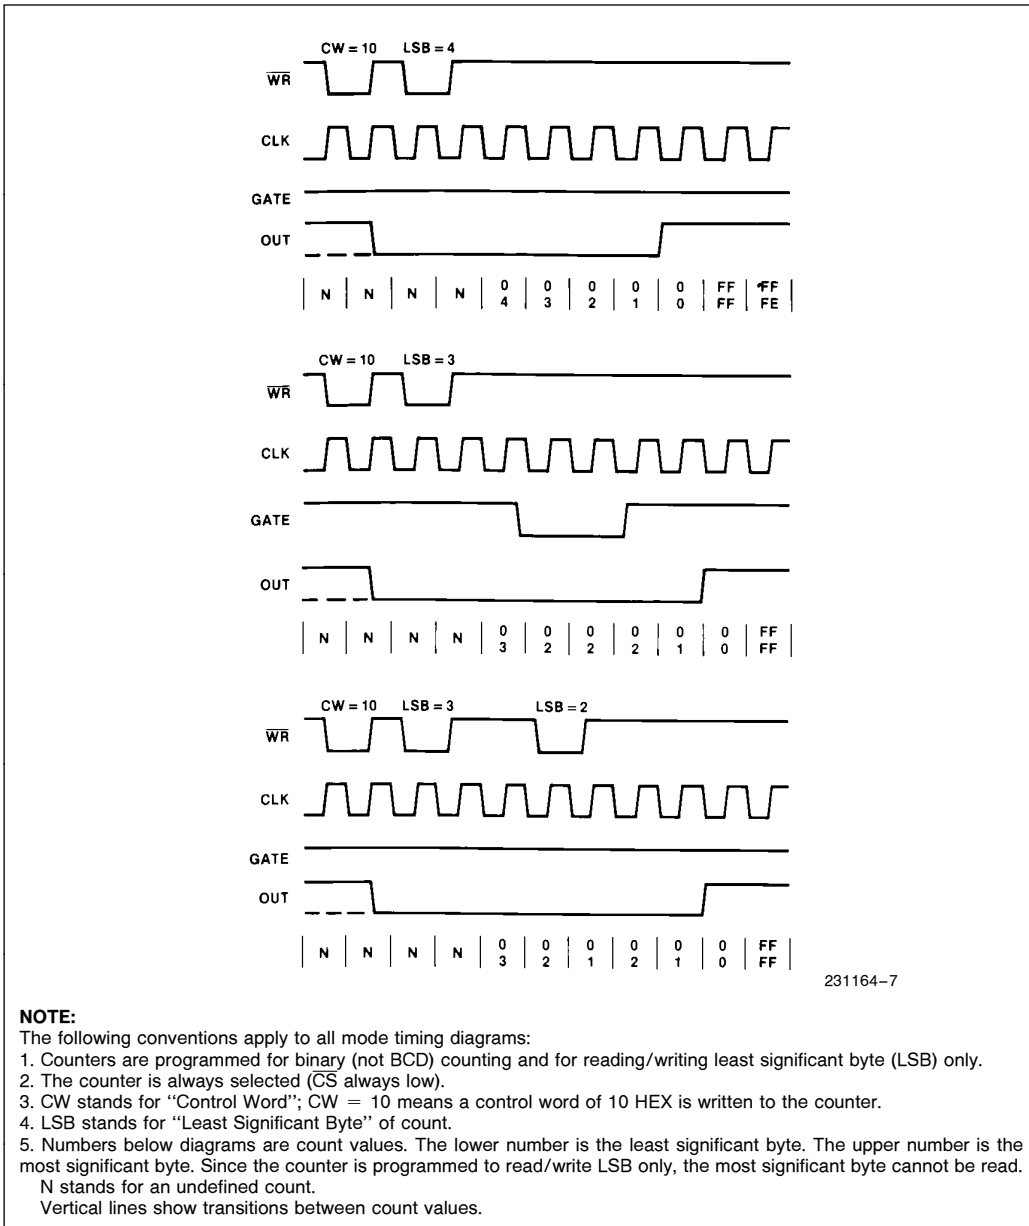 CW = 10 LSB = 4
WR
CLK
GATE
OUT
N N N N 0 0 0 0 0 FF FF
4 3 2 1 0 FF FE
CW = 10 LSB = 3
WR
CLK
GATE
OUT
N N N N 0 0 0 0 0 0 FF
3 2 2 2 1 0 FF
CW = 10 LSB = 3 LSB = 2
WR
CLK
GATE
OUT
N N N N 0 0 0 0 0 0 FF
3 2 1 2 1 0 FF
231164–7
NOTE:
The following conventions apply to all mode timing diagrams:
1. Counters are programmed for binary (not BCD) counting and for reading/writing least significant byte (LSB) only.
2. The counter is always selected (CS always low).
3. CW stands for ‘‘Control Word’’; CW = 10 means a control word of 10 HEX is written to the counter.
4. LSB stands for ‘‘Least Significant Byte’’ of count.
5. Numbers below diagrams are count values. The lower number is the least significant byte. The upper number is the
most significant byte. Since the counter is programmed to read/write LSB only, the most significant byte cannot be read.
N stands for an undefined count.
Vertical lines show transitions between count values.